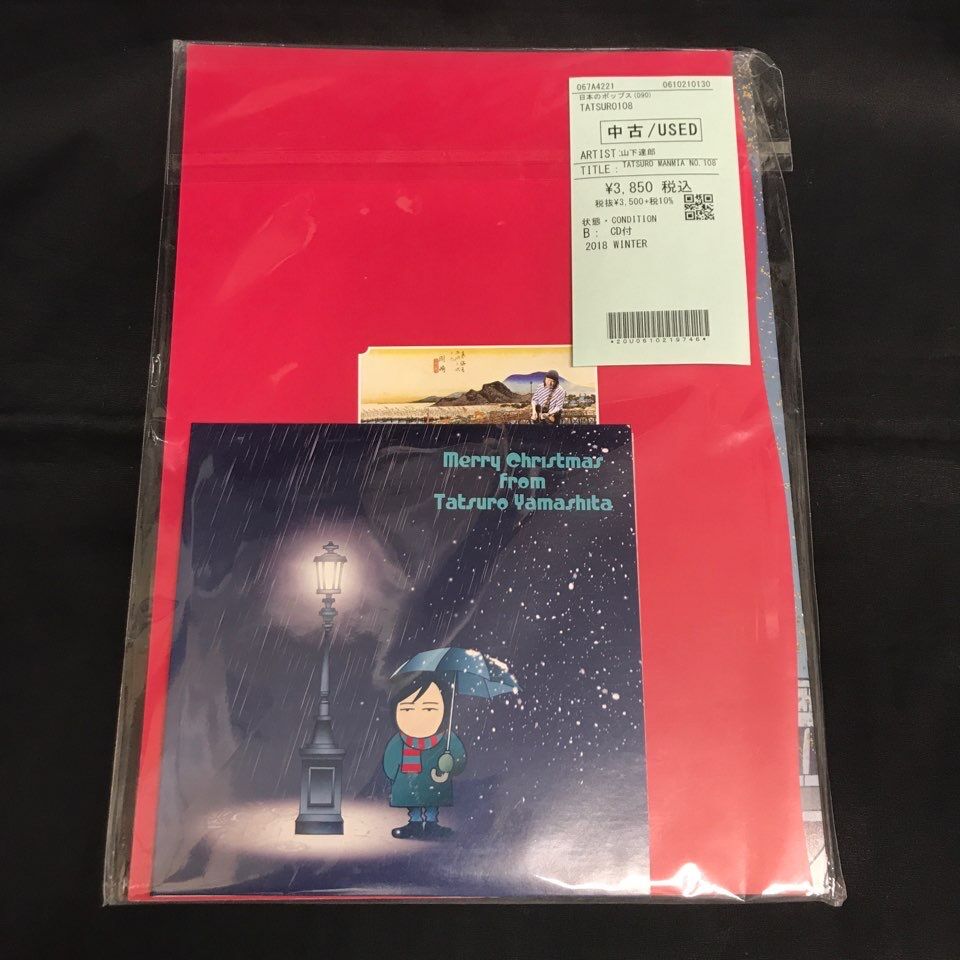 067A4221 0610210130
日本のポップス(090)
TATSURO108
中古/USED
ARTIST:山下達郎
TITLE: TATSURO MANMIA NO.108
¥3,850 税込
税抜¥3,500+税10%
状態・CONDITION
B: CD付
2018 WINTER
*20U0610219746*
Merry Christmas
from
Tatsuro Yamashita